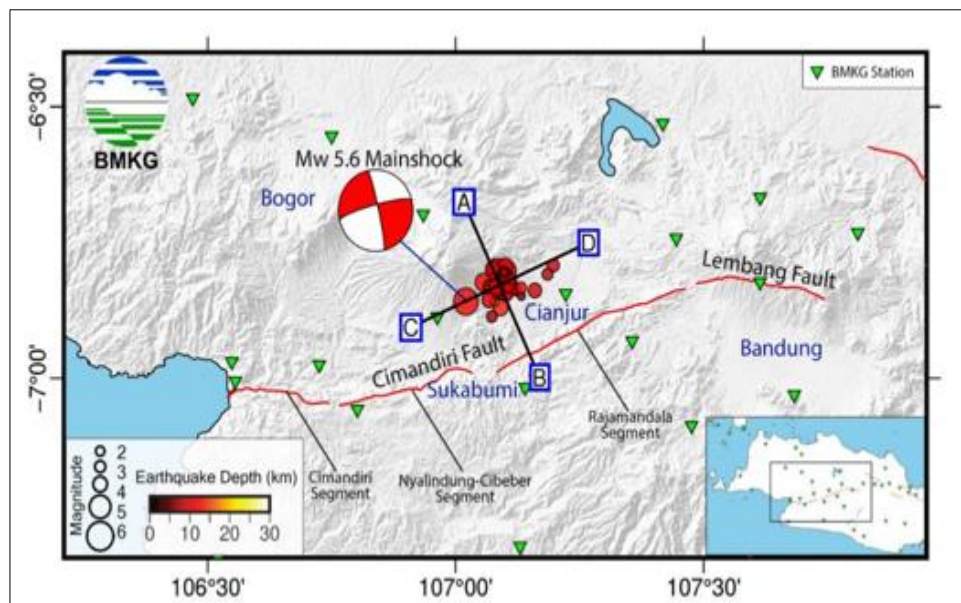 BMKG Station
−6°30'
BMKG
Mw 5.6 Mainshock
Bogor
A
D
Lembang Fault
C
Cianjur
Cimandiri Fault
Bandung
−7°00'
B
Sukabumi
Rajamandala
Segment
Magnitude
2
3
4
5
6
Earthquake Depth (km)
0 10 20 30
Cimandiri
Segment
Nyalindung-Cibeber
Segment
106°30'
107°00'
107°30'